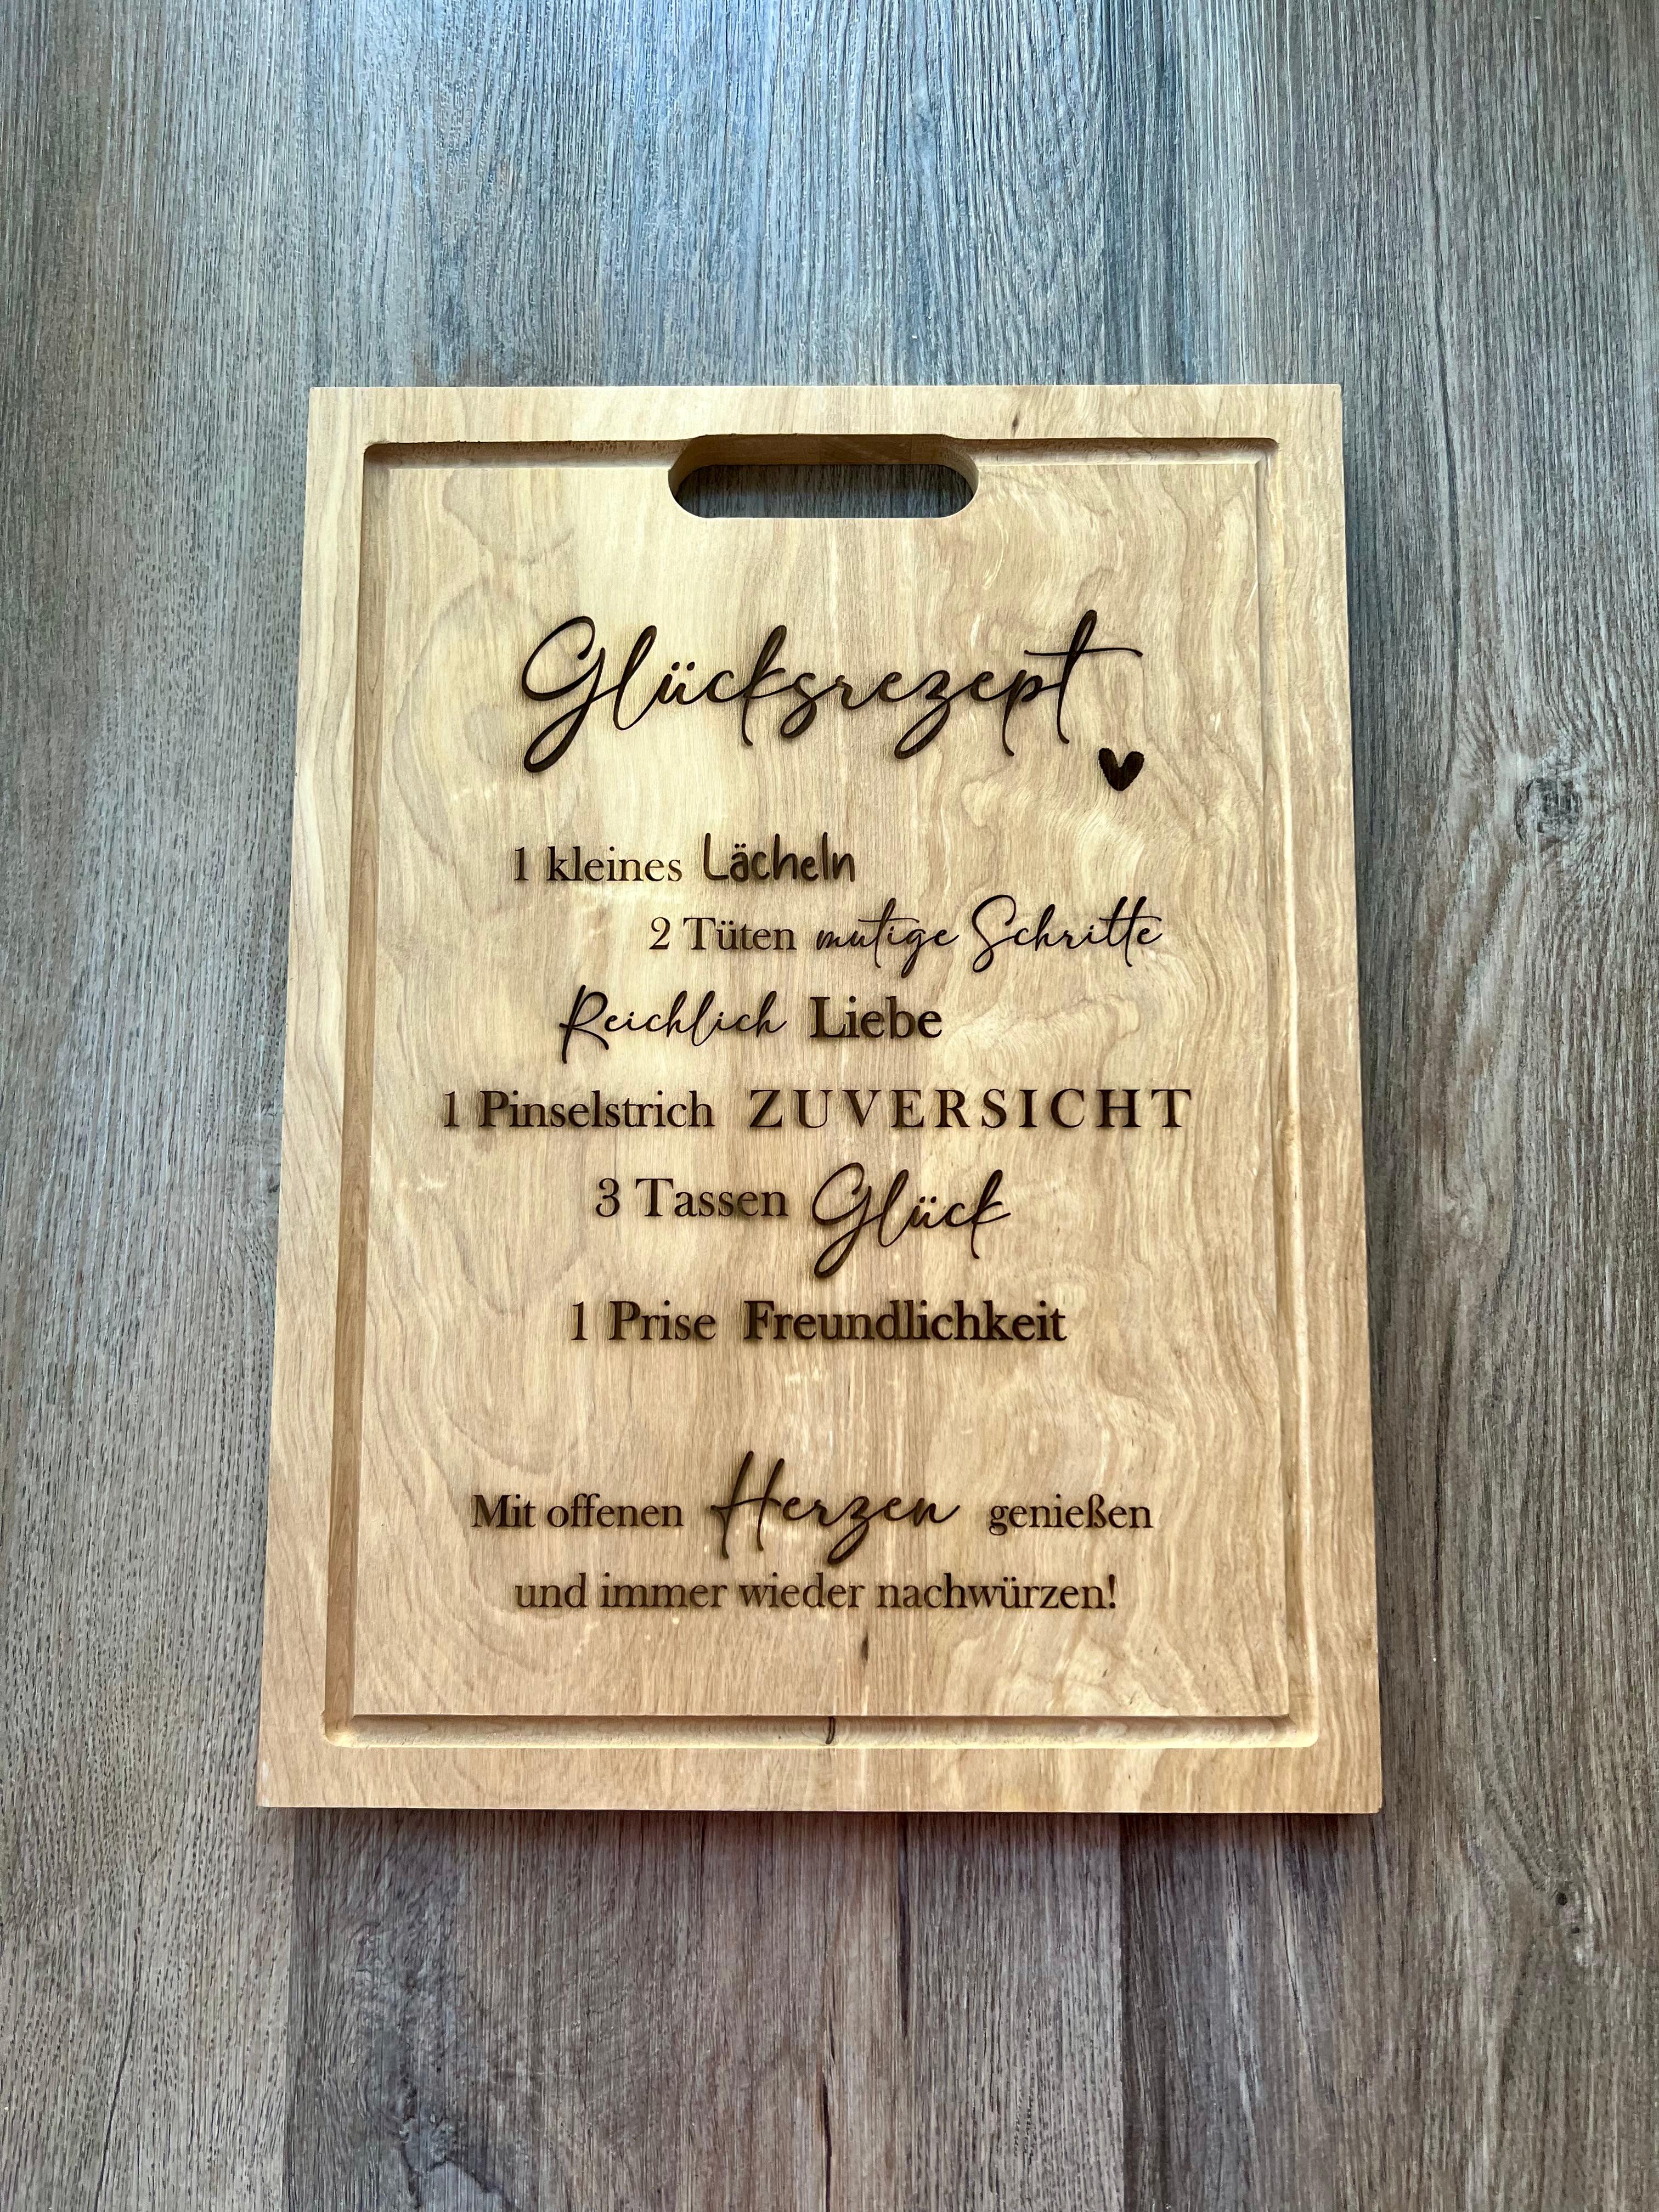 Glücksrezept
1 kleines Lächeln
2 Tüten mutige Schritte
Reichlich Liebe
1 Pinselstrich ZUVERSICHT
3 Tassen Glück
1 Prise Freundlichkeit
Mit offenen Herzen genießen
und immer wieder nachwürzen!